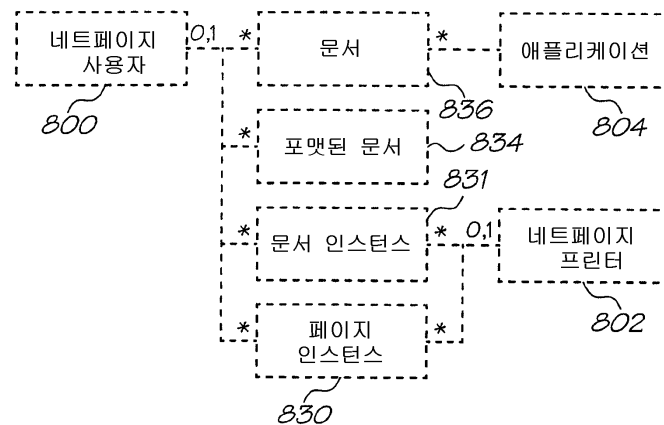 네트페이지
사용자
0,1
*
문서
*
애플리케이션
800
836
804
*
포맷된 문서
834
831
*
문서 인스턴스
*
0,1
네트페이지
프린터
802
*
페이지
인스턴스
*
830